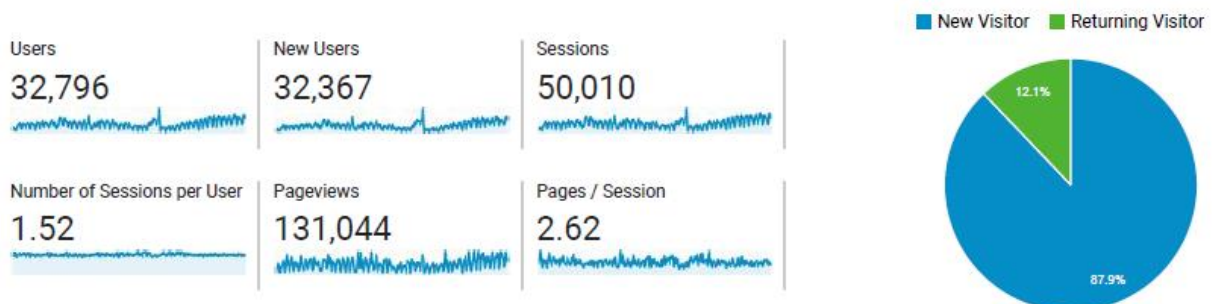 New Visitor
Returning Visitor
Users
32,796
New Users
32,367
Sessions
50,010
Number of Sessions per User
1.52
Pageviews
131,044
Pages / Session
2.62
12.1%
87.9%